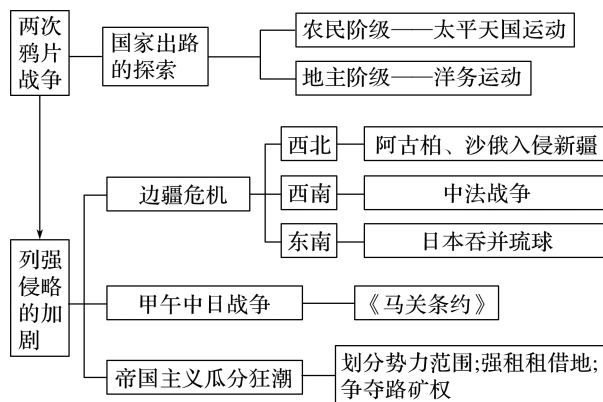 两次
鸦片
战争
国家出路
的探索
农民阶级——太平天国运动
地主阶级——洋务运动
列强
侵略
的加
剧
边疆危机
西北
阿古柏、沙俄入侵新疆
西南
中法战争
东南
日本吞并琉球
甲午中日战争
《马关条约》
帝国主义瓜分狂潮
划分势力范围;强租租借地;
争夺路矿权